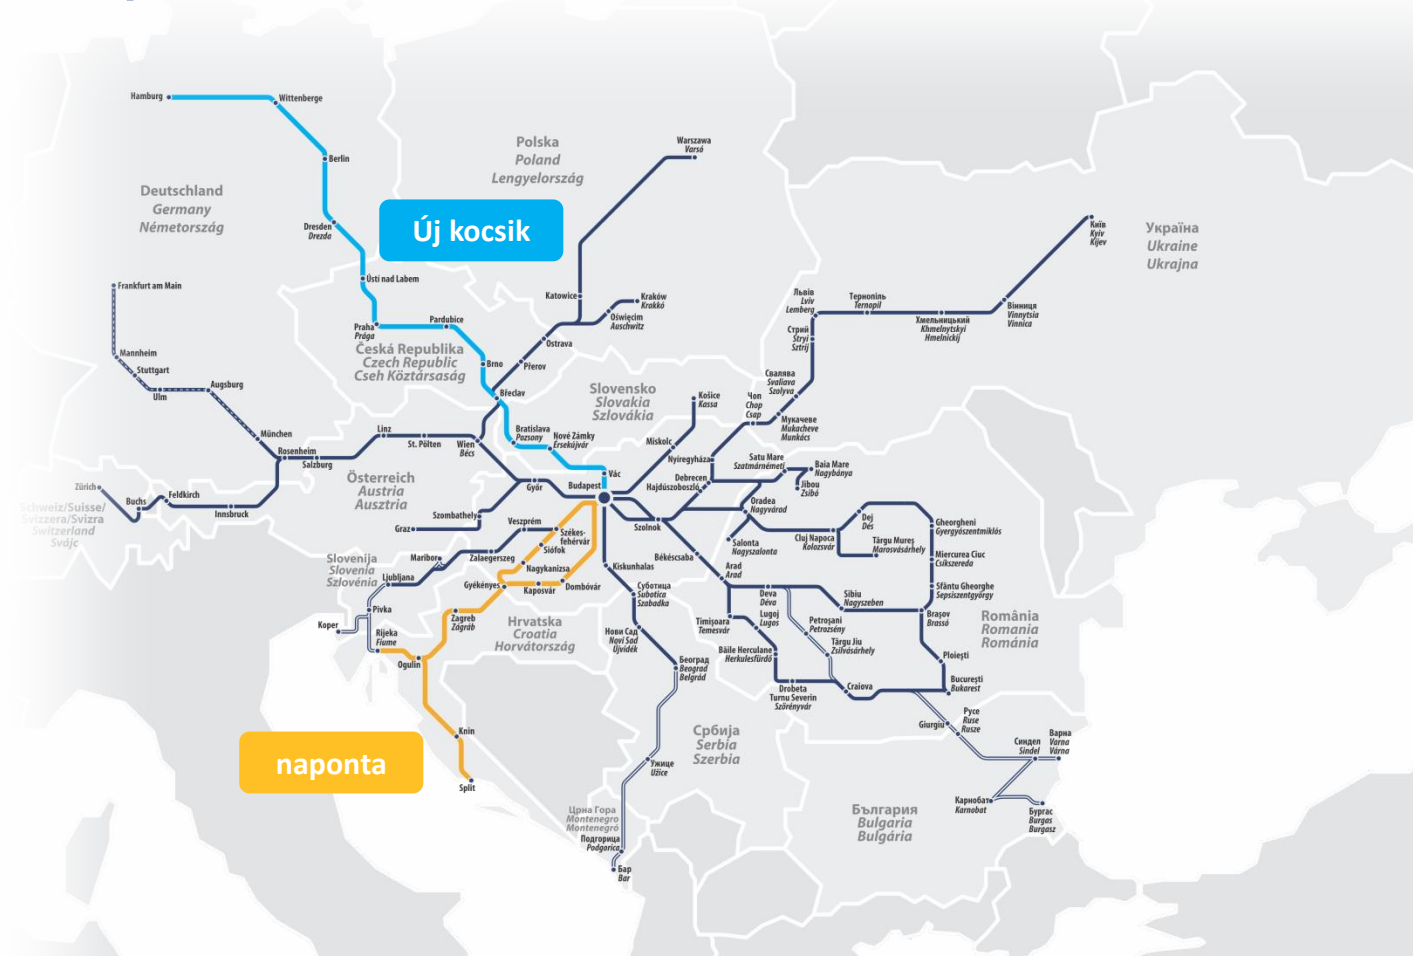 Hamburg
Wittenberge
Berlin
Polska
Poland
Lengyelország
Warszawa
Varsó
Deutschland
Germany
Németország
Dresden
Drezda
Új kocsik
Київ
Kyiv
Kijev
Україна
Ukraine
Ukrajna
Ústí nad Labem
Frankfurt am Main
Katowice
Kraków
Krakkó
Oświęcim
Auschwitz
Львів
Lviv
Lemberg
Тернопіль
Ternopil
Хмельницький
Khmelnytskyi
Hmelnickij
Вінниця
Vinnytsia
Vinnica
Стрий
Stryi
Sztrij
Praha
Prága
Pardubice
Česká Republika
Czech Republic
Cseh Köztársaság
Brno
Ostrava
Přerov
Břeclav
Mannheim
Stuttgart
Ulm
Augsburg
München
Rosenheim
Salzburg
Linz
St. Pölten
Wien
Bécs
Slovensko
Slovakia
Szlovákia
Košice
Kassa
Свалява
Svaliava
Szolyva
Чоп
Chop
Csap
Мукачеве
Mukacheve
Munkács
Bratislava
Pozsony
Nové Zámky
Érsekújvár
Vác
Budapest
Miskolc
Nyíregyháza
Debrecen
Hajdúszoboszló
Satu Mare
Szatmárnémeti
Baia Mare
Nagybánya
Jibou
Zsibó
Zürich
Schweiz/Suisse/
Svizzera/Svizra
Switzerland
Svájc
Buchs
Feldkirch
Innsbruck
Österreich
Austria
Ausztria
Győr
Szombathely
Graz
Veszprém
Székes-
fehérvár
Siófok
Zalaegerszeg
Nagykanizsa
Gyékényes
Kaposvár
Dombóvár
Kiskunhalas
Szolnok
Békéscsaba
Oradea
Nagyvárad
Salonta
Nagyszalonta
Cluj Napoca
Kolozsvár
Dej
Dés
Târgu Mureș
Marosvásárhely
Gheorgheni
Gyergyószentmiklós
Miercurea Ciuc
Csíkszereda
Sfântu Gheorghe
Sepsiszentgyörgy
Slovenija
Slovenia
Szlovénia
Maribor
Ljubljana
Pivka
Koper
Rijeka
Fiume
Ogulin
Zagreb
Zágráb
Hrvatska
Croatia
Horvátország
Суботица
Subotica
Szabadka
Нови Сад
Novi Sad
Újvidék
Београд
Beograd
Belgrád
Arad
Arad
Timișoara
Temesvár
Deva
Déva
Lugoj
Lugos
Petroșani
Petrozsény
Târgu Jiu
Zsilvásárhely
Sibiu
Nagyszeben
Brașov
Brassó
România
Romania
Románia
Băile Herculane
Herkulesfürdő
Drobeta
Turnu Severin
Szörényvár
Craiova
Ploiești
București
Bukarest
Giurgiu
Русе
Ruse
Rusze
Синдел
Sindel
Варна
Varna
Várna
Карнобат
Karnobat
Бургас
Burgas
Burgasz
България
Bulgaria
Bulgária
Србија
Serbia
Szerbia
Ужице
Užice
Knin
Split
naponta
Црна Гора
Montenegro
Montenegró
Подгорица
Podgorica
Бар
Bar